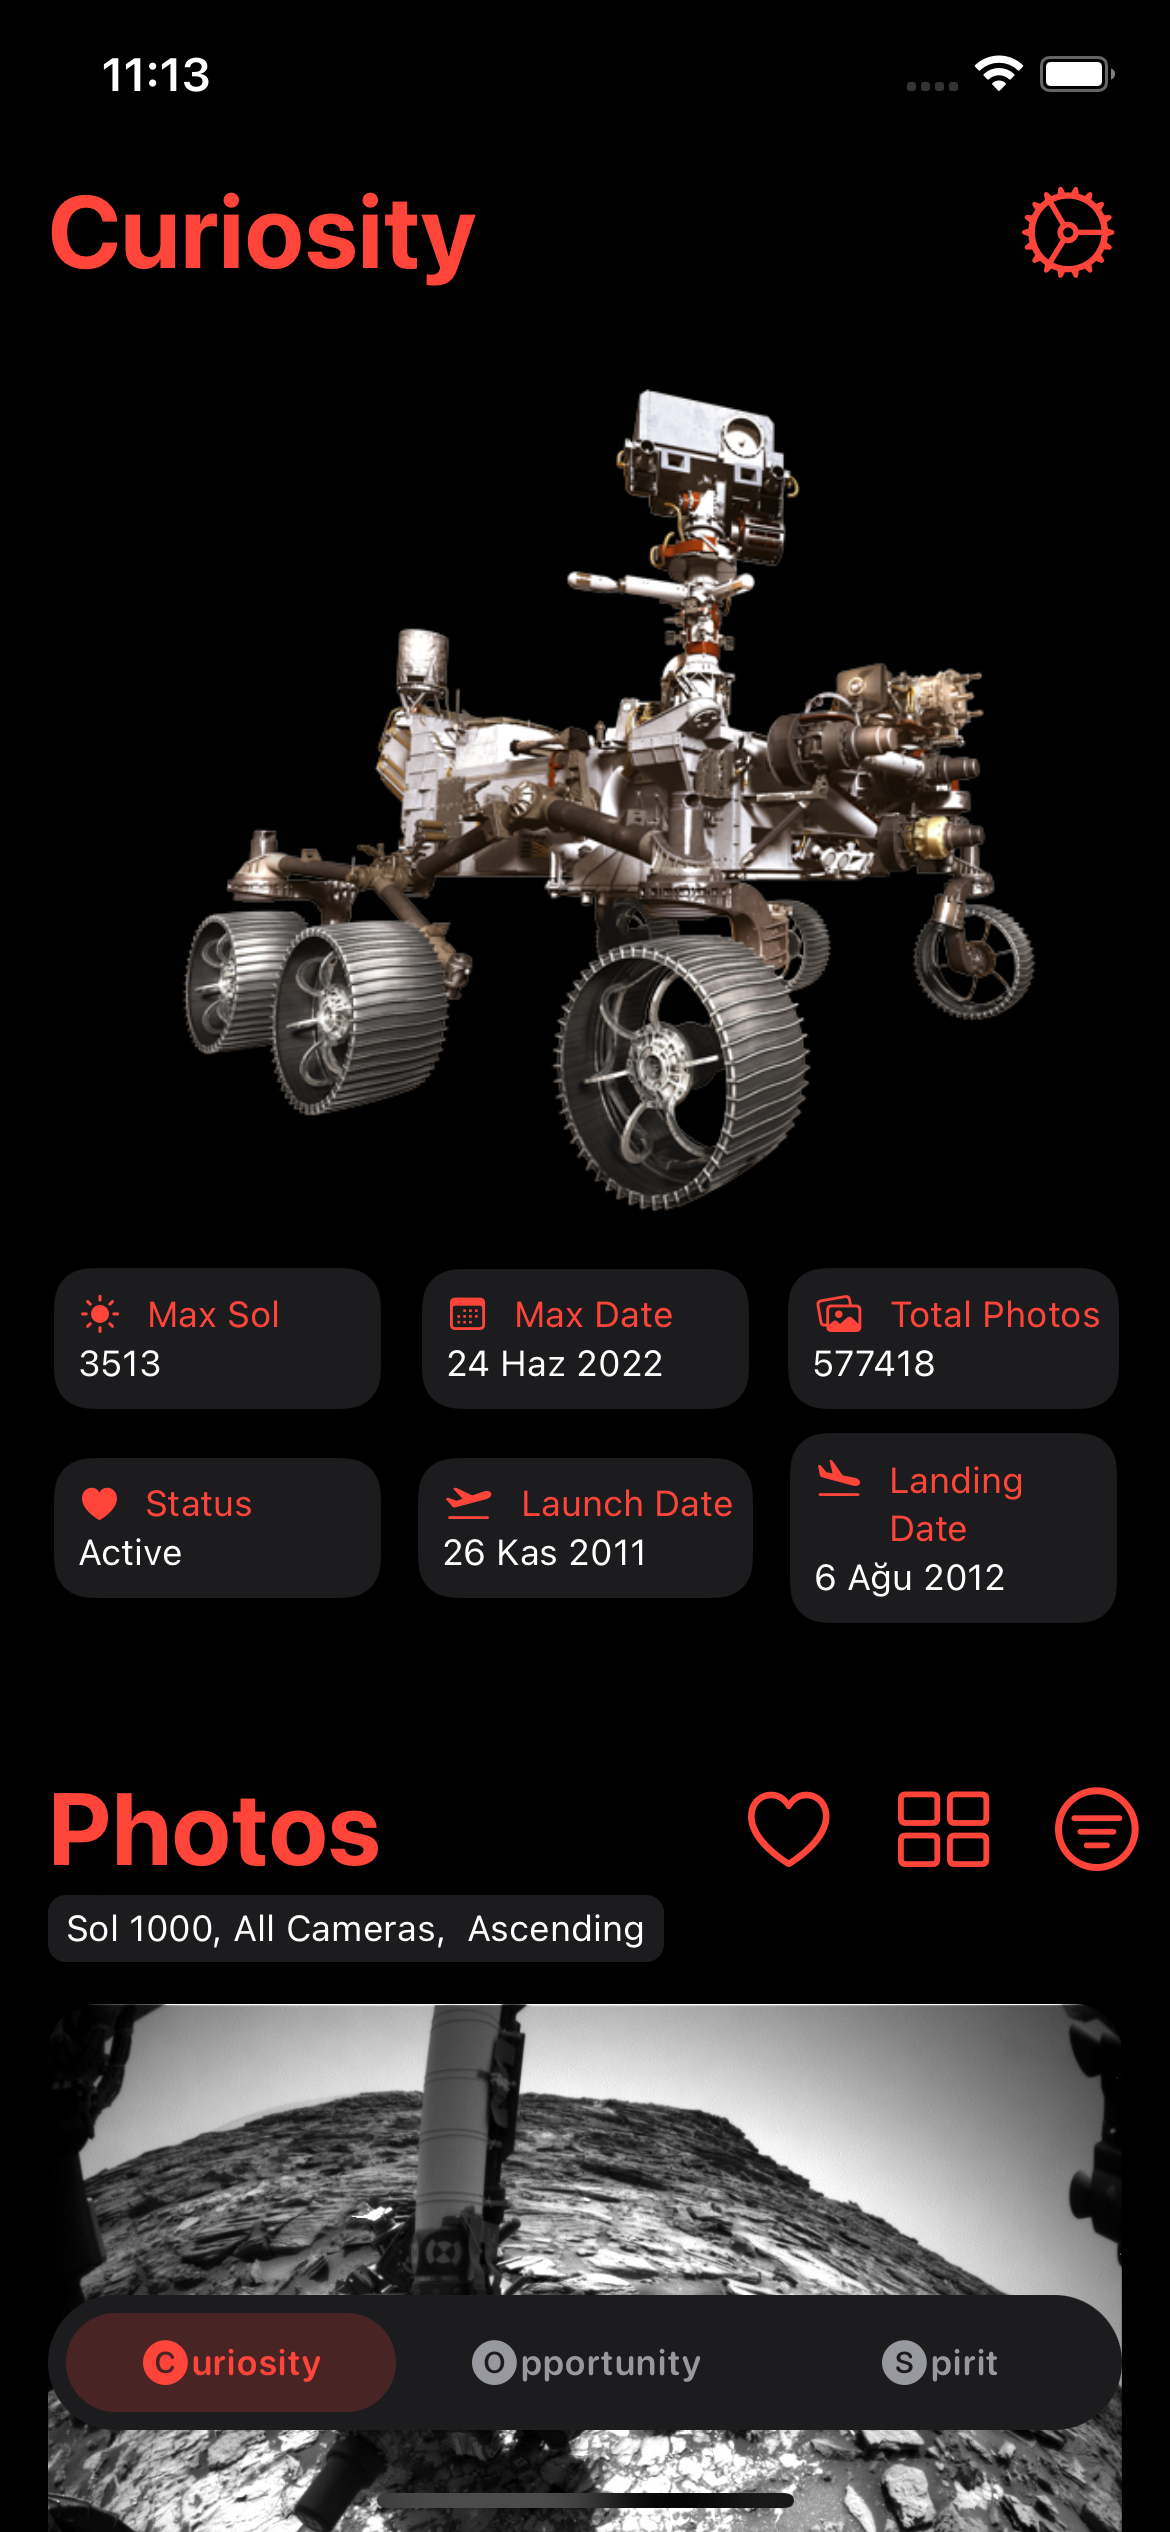 11:13
Curiosity
Max Sol
3513
Max Date
24 Haz 2022
Total Photos
577418
Status
Active
Launch Date
26 Kas 2011
Landing
Date
6 Ağu 2012
Photos
Sol 1000, All Cameras,  Ascending
Curiosity
Opportunity
Spirit